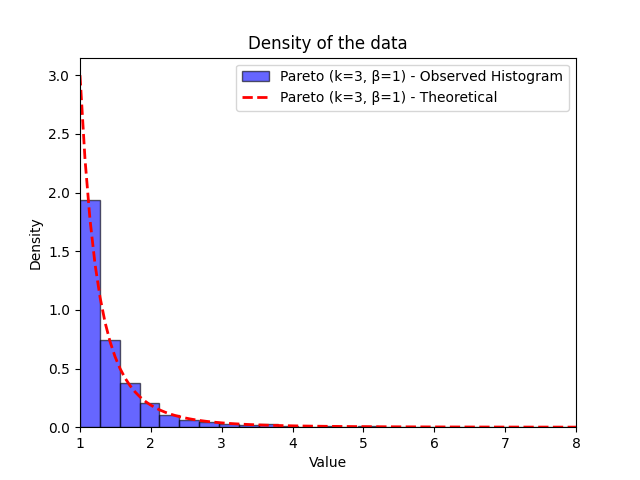 Density of the data
Pareto (k=3, β=1) - Observed Histogram
Pareto (k=3, β=1) - Theoretical
3.0
2.5
2.0
1.5
1.0
0.5
0.0
Density
1 2 3 4 5 6 7 8
Value